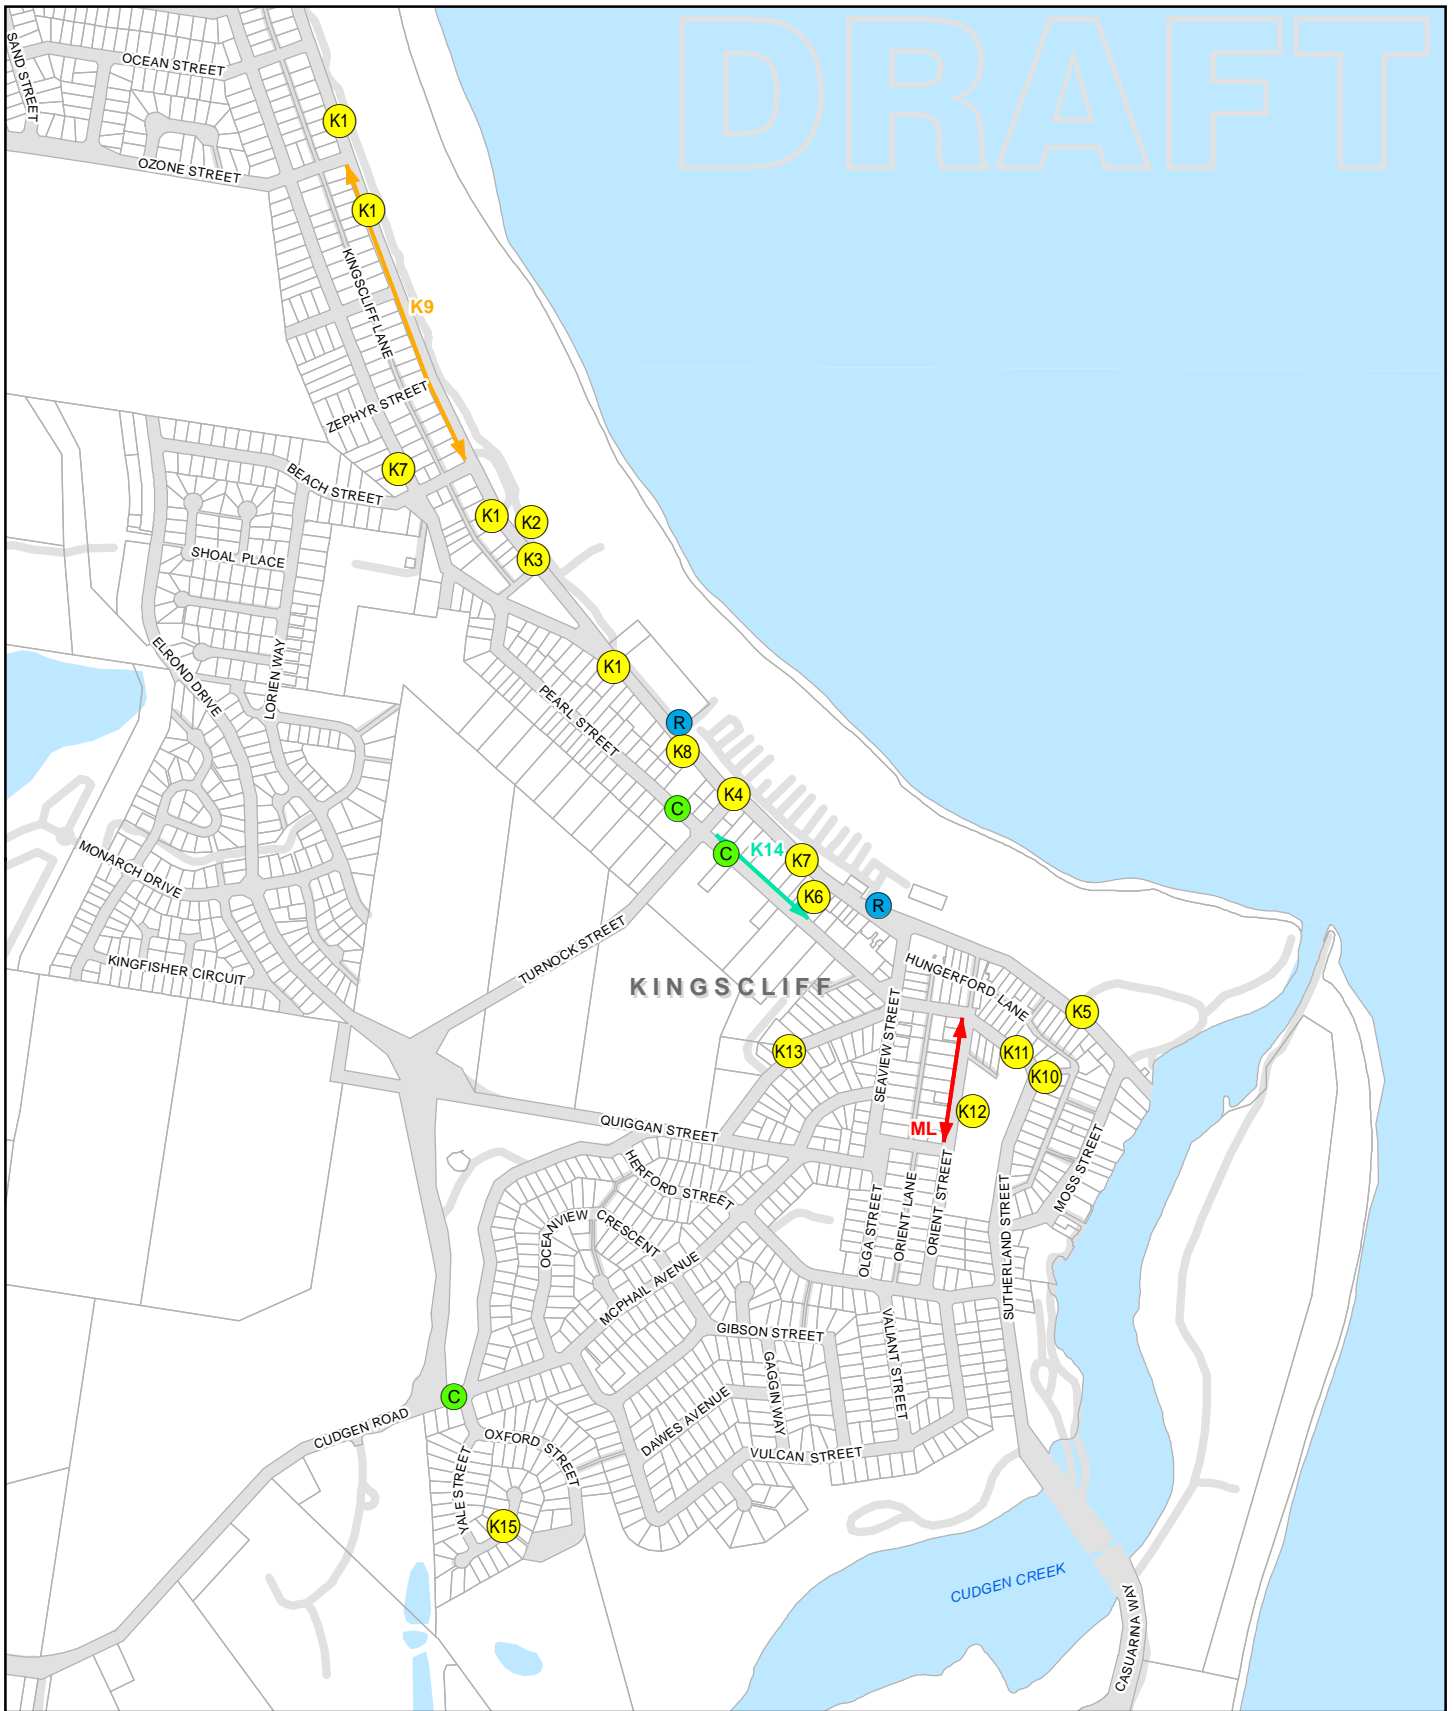 DRAFT
SAND STREET
OCEAN STREET
K1
OZONE STREET
K1
KINGSCLIFF LANE
K9
ZEPHYR STREET
K7
BEACH STREET
K1
K2
K3
SHOAL PLACE
ELROND DRIVE
LORIEN WAY
K1
PEARL STREET
R
K8
K4
C
C
K14
K7
K6
R
MONARCH DRIVE
TURNOCK STREET
KINGFISHER CIRCUIT
KINGSCLIFF
HUNGERFORD LANE
K5
SEAVIEW STREET
K13
K11
K10
K12
ML
QUIGGAN STREET
HERFORD STREET
MOSS STREET
OCEANVIEW
CRESCENT
OLGA STREET
ORIENT LANE
ORIENT STREET
SUTHERLAND STREET
MCPHAIL AVENUE
GIBSON STREET
VALIANT STREET
GAGGIN WAY
C
DAWES AVENUE
CUDGEN ROAD
OXFORD STREET
VULCAN STREET
YALE STREET
K15
CUDGEN CREEK
CASUARINA WAY